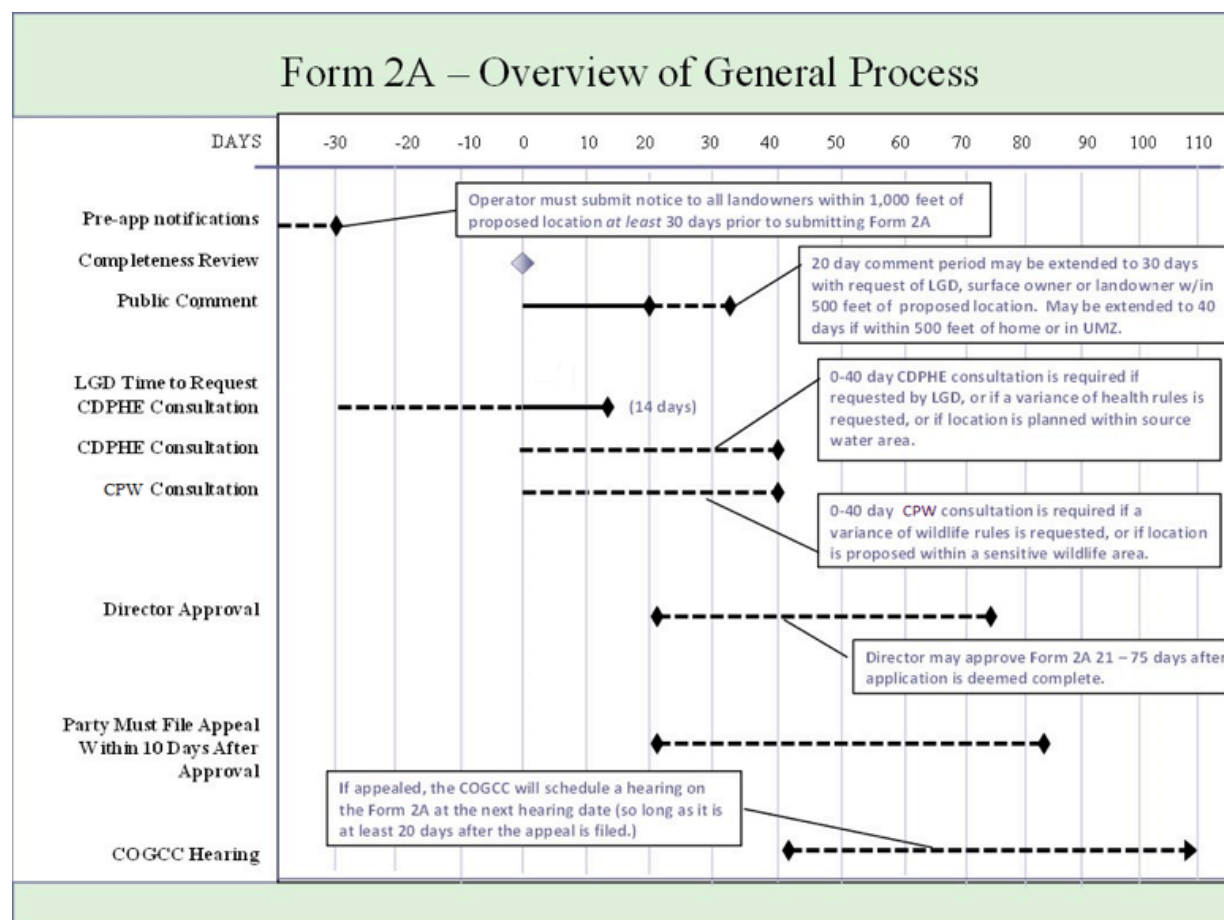 Form 2A – Overview of General Process
DAYS -30 -20 -10 0 10 20 30 40 50 60 70 80 90 100 110
Pre-app notifications
Operator must submit notice to all landowners within 1,000 feet of
proposed location at least 30 days prior to submitting Form 2A
Completeness Review
Public Comment
20 day comment period may be extended to 30 days
with request of LGD, surface owner or landowner w/in
500 feet of proposed location. May be extended to 40
days if within 500 feet of home or in UMZ.
LGD Time to Request
CDPHE Consultation
(14 days)
0-40 day CDPHE consultation is required if
requested by LGD, or if a variance of health rules is
requested, or if location is planned within source
water area.
CDPHE Consultation
CPW Consultation
0-40 day CPW consultation is required if a
variance of wildlife rules is requested, or if location
is proposed within a sensitive wildlife area.
Director Approval
Director may approve Form 2A 21 – 75 days after
application is deemed complete.
Party Must File Appeal
Within 10 Days After
Approval
If appealed, the COGCC will schedule a hearing on
the Form 2A at the next hearing date (so long as it is
at least 20 days after the appeal is filed.)
COGCC Hearing